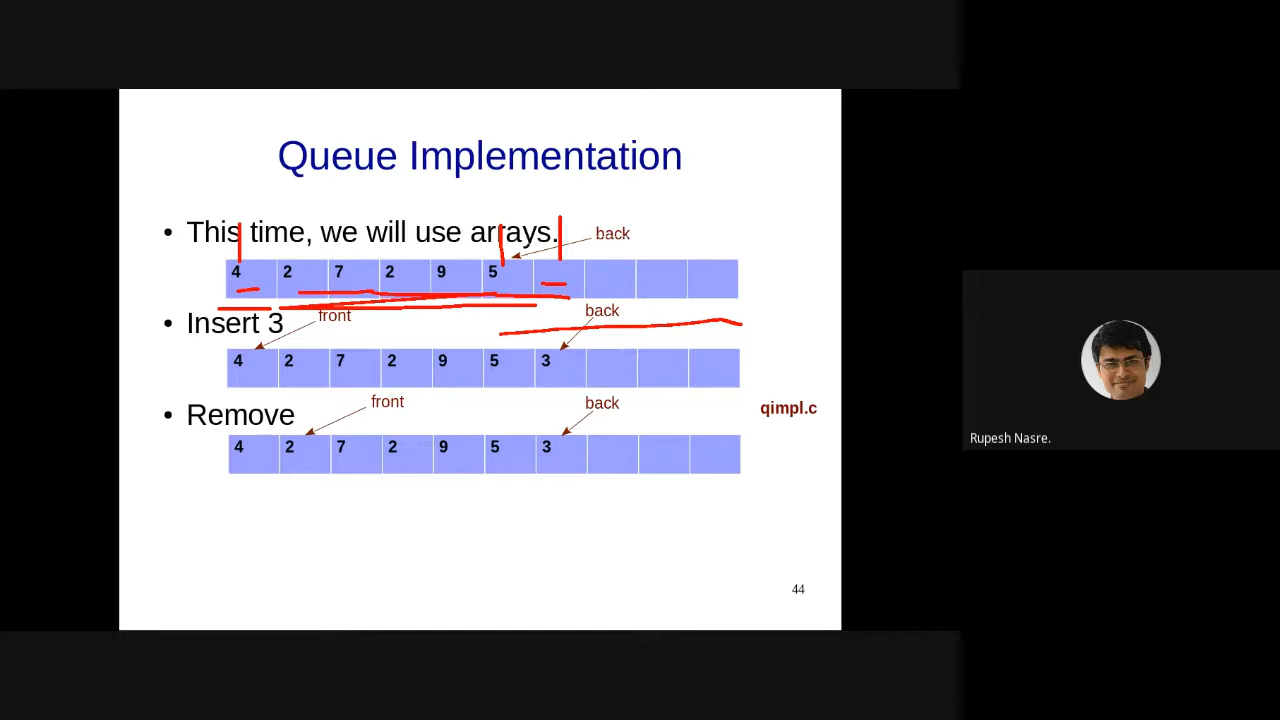 Queue Implementation
• This time, we will use arrays.
back
4 2 7 2 9 5
• Insert 3
front
back
4 2 7 2 9 5 3
• Remove
front
back
qimpl.c
4 2 7 2 9 5 3
44
Rupesh Nasre.